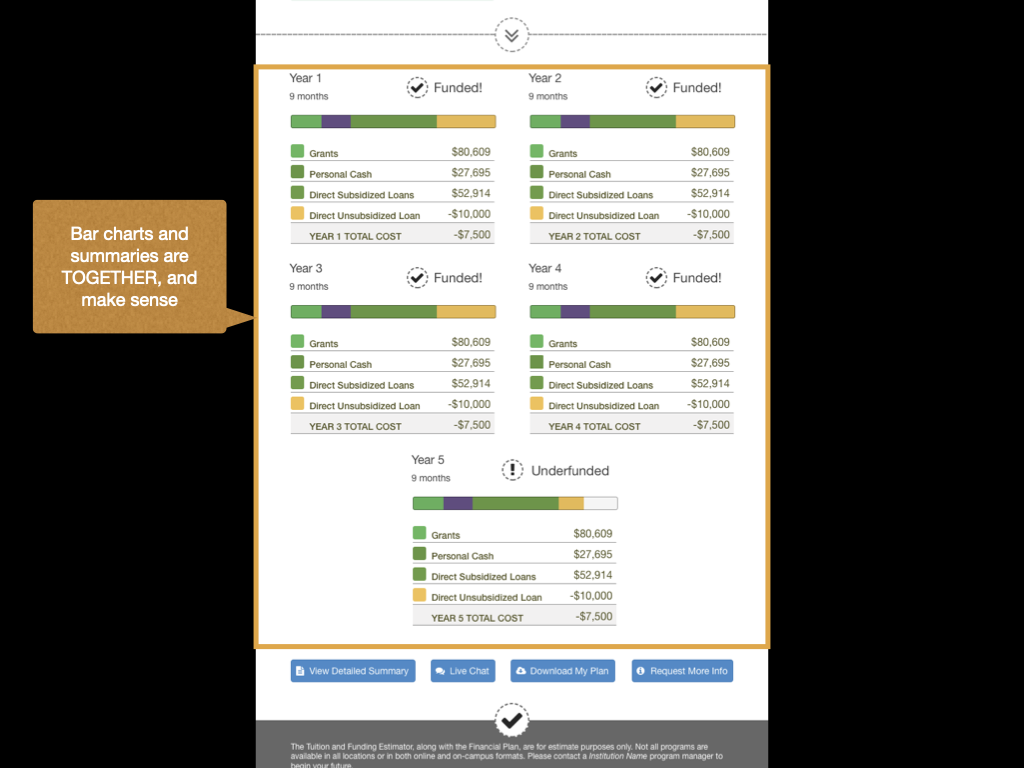 Bar charts and
summaries are
TOGETHER, and
make sense
Year 1
9 months
Funded!
Grants $80,609
Personal Cash $27,695
Direct Subsidized Loans $52,914
Direct Unsubsidized Loan -$10,000
YEAR 1 TOTAL COST -$7,500
Year 2
9 months
Funded!
Grants $80,609
Personal Cash $27,695
Direct Subsidized Loans $52,914
Direct Unsubsidized Loan -$10,000
YEAR 2 TOTAL COST -$7,500
Year 3
9 months
Funded!
Grants $80,609
Personal Cash $27,695
Direct Subsidized Loans $52,914
Direct Unsubsidized Loan -$10,000
YEAR 3 TOTAL COST -$7,500
Year 4
9 months
Funded!
Grants $80,609
Personal Cash $27,695
Direct Subsidized Loans $52,914
Direct Unsubsidized Loan -$10,000
YEAR 4 TOTAL COST -$7,500
Year 5
9 months
Underfunded
Grants $80,609
Personal Cash $27,695
Direct Subsidized Loans $52,914
Direct Unsubsidized Loan -$10,000
YEAR 5 TOTAL COST -$7,500
View Detailed Summary
Live Chat
Download My Plan
Request More Info
The Tuition and Funding Estimator, along with the Financial Plan, are for estimate purposes only. Not all programs are
available in all locations or in both online and on-campus formats. Please contact a Institution Name program manager to
begin your future.